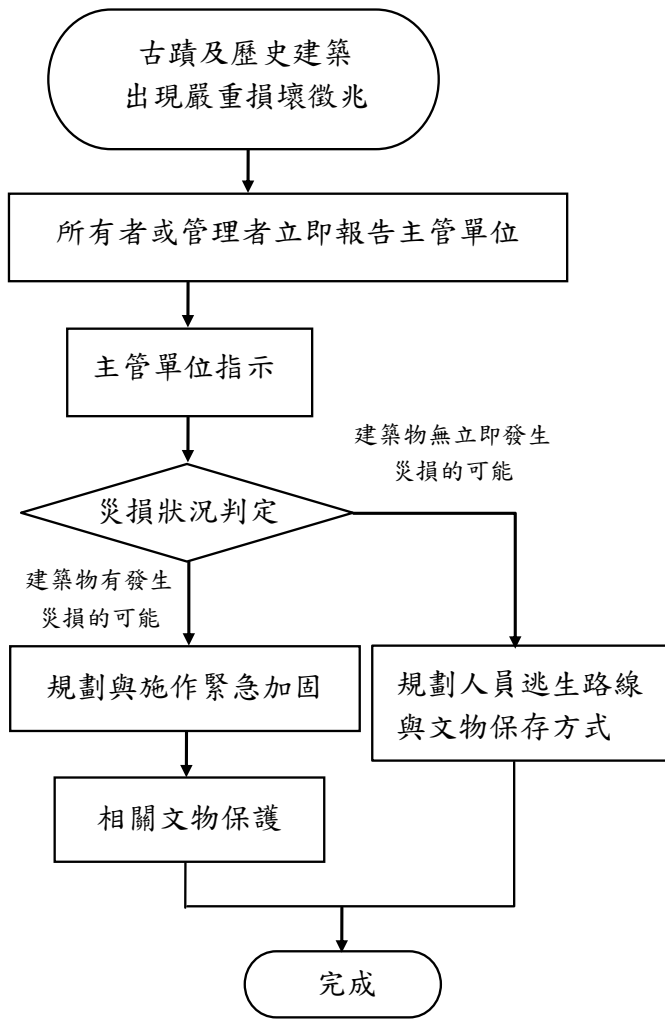 古蹟及歷史建築
出現嚴重損壞徵兆
所有者或管理者立即報告主管單位
主管單位指示
建築物無立即發生
災損的可能
災損狀況判定
建築物有發生
災損的可能
規劃與施作緊急加固
規劃人員逃生路線
與文物保存方式
相關文物保護
完成